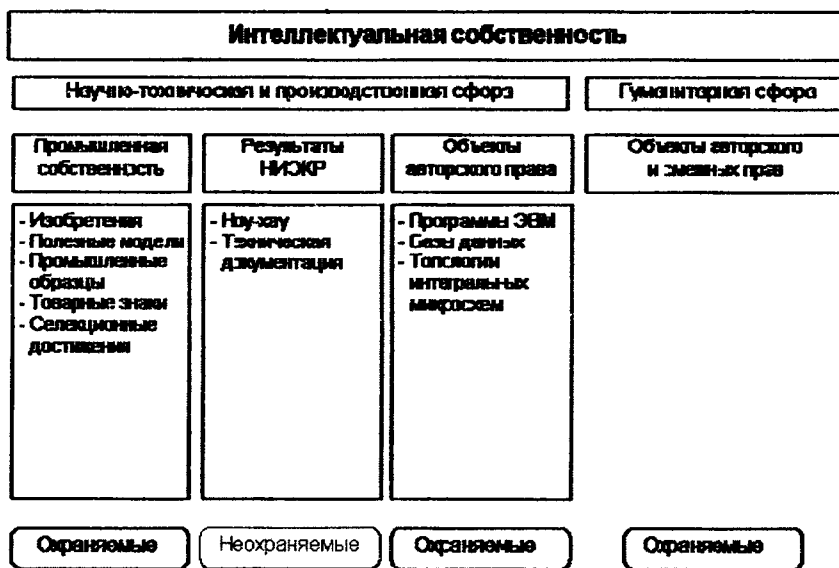 Интеллектуальная собственность
Научно-техническая и производственная сфера
Гуманитарная сфера
Промышленная
собственность
Результаты
НИОКР
Объекты
авторского права
Объекты авторского
и смежных прав
- Изобретения
- Полезные модели
- Промышленные
образцы
- Товарные знаки
- Селекционные
достижения
- Ноу-хау
- Техническая
документация
- Программы ЭВМ
- Базы данных
- Топологии
интегральных
микросхем
Охраняемые
Неохраняемые
Охраняемые
Охраняемые